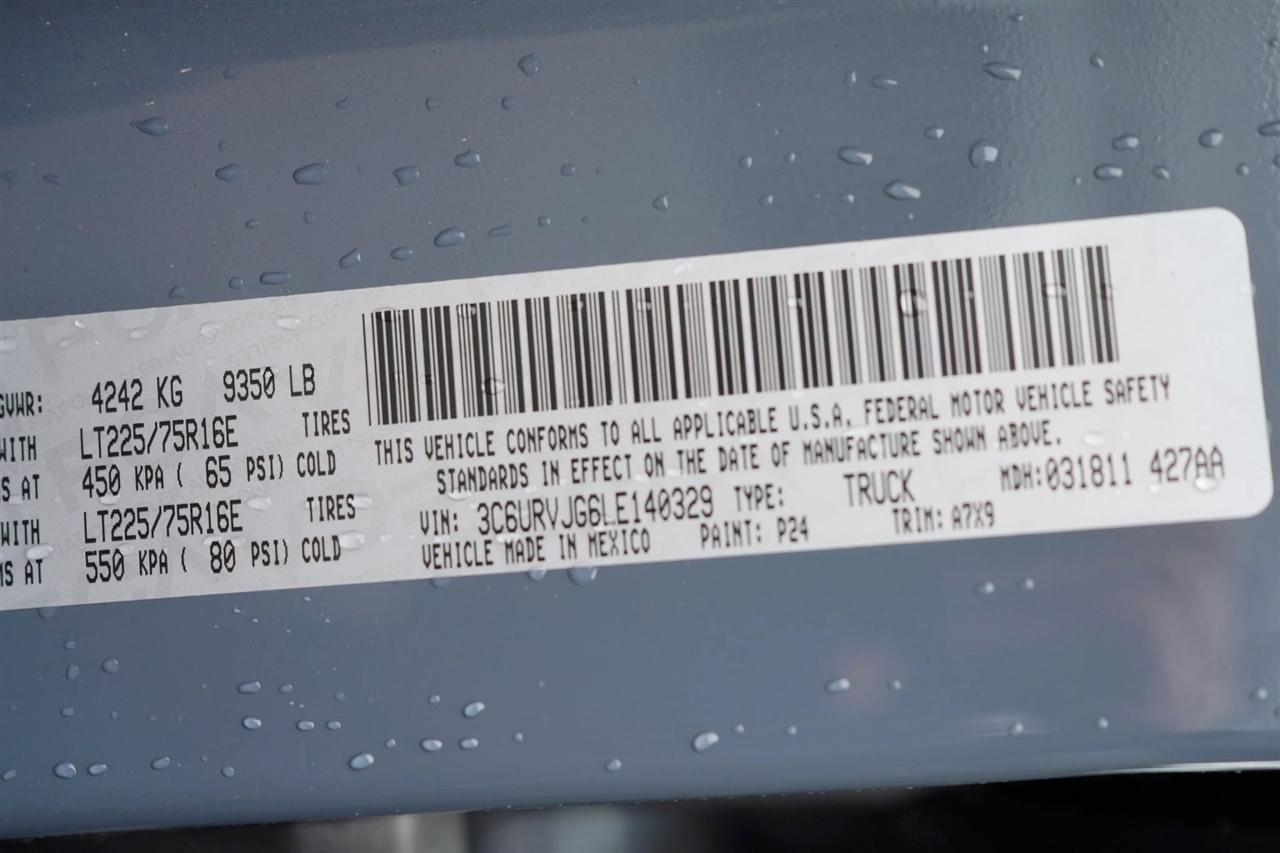 GVWR: 4242 KG 9350 LB
WITH LT225/75R16E TIRES
S AT 450 KPA ( 65 PSI) COLD
WITH LT225/75R16E TIRES
MS AT 550 KPA ( 80 PSI) COLD
THIS VEHICLE CONFORMS TO ALL APPLICABLE U.S.A. FEDERAL MOTOR VEHICLE SAFETY
STANDARDS IN EFFECT ON THE DATE OF MANUFACTURE SHOWN ABOVE.
VIN: 3C6URVJG6LE140329 TYPE: TRUCK MDH:031811 427AA
VEHICLE MADE IN MEXICO PAINT: P24 TRIM: A7X9